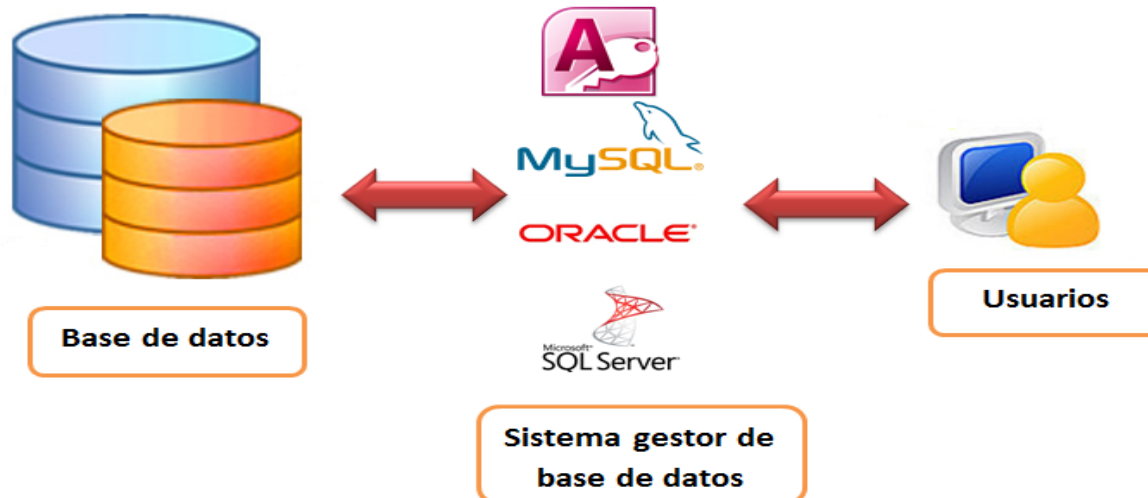 A
MySQL®
ORACLE®
Microsoft®
SQL Server®
Base de datos
Usuarios
Sistema gestor de
base de datos